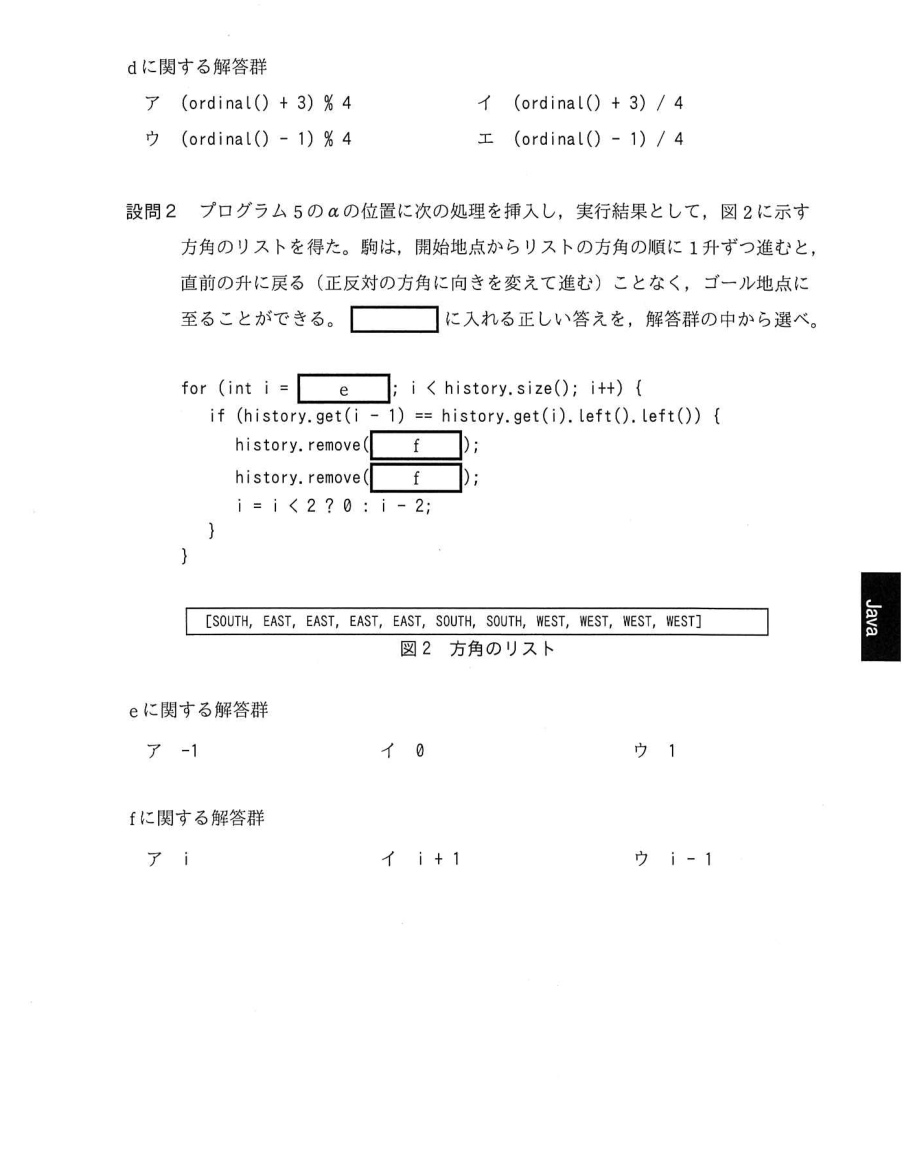 dに関する解答群
ア (ordinal() + 3) % 4 イ (ordinal() + 3) / 4
ウ (ordinal() - 1) % 4 エ (ordinal() - 1) / 4
設問2 プログラム5のαの位置に次の処理を挿入し，実行結果として，図2に示す
方角のリストを得た。駒は，開始地点からリストの方角の順に1升ずつ進むと，
直前の升に戻る（正反対の方角に向きを変えて進む）ことなく，ゴール地点に
至ることができる。 に入れる正しい答えを，解答群の中から選べ。
for (int i = e ; i < history.size(); i++) {
if (history.get(i - 1) == history.get(i).left().left()) {
history.remove( f );
history.remove( f );
i = i < 2 ? 0 : i - 2;
}
}
[SOUTH, EAST, EAST, EAST, EAST, SOUTH, SOUTH, WEST, WEST, WEST, WEST]
図2 方角のリスト
Java
eに関する解答群
ア -1 イ 0 ウ 1
fに関する解答群
ア i イ i + 1 ウ i - 1